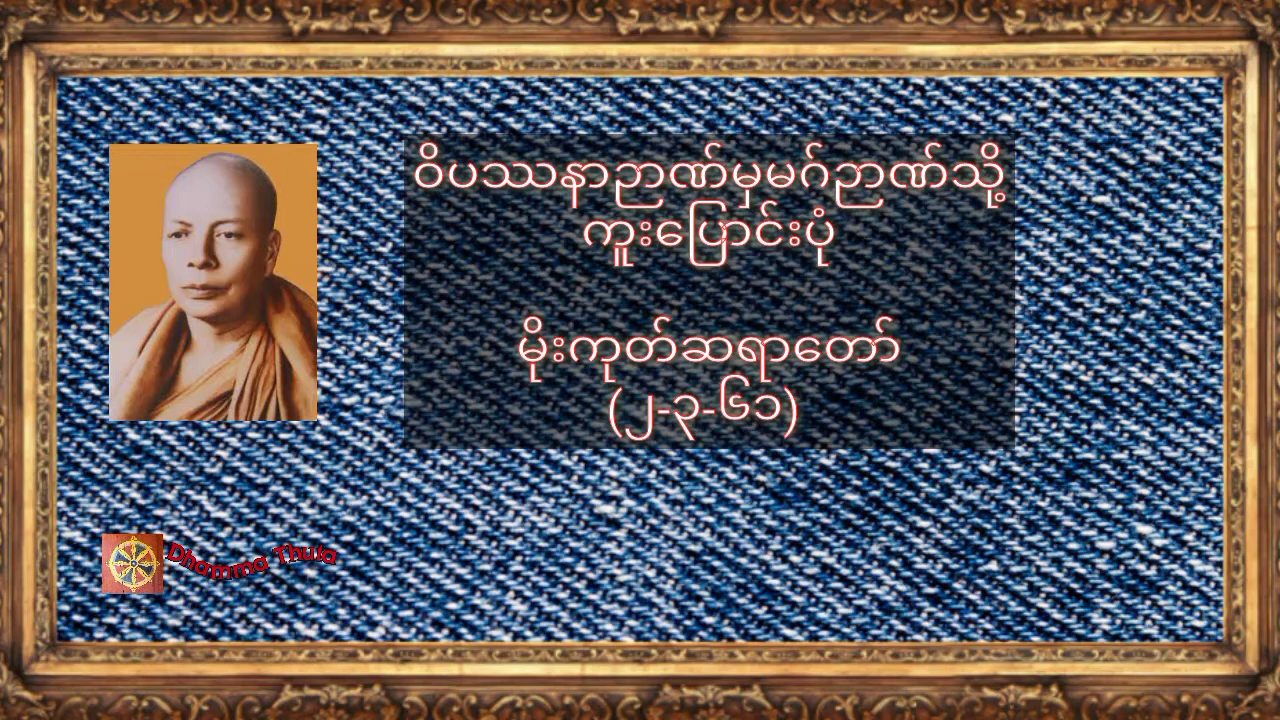 ဝိပဿနာဉာဏ်မှမဂ်ဉာဏ်သို့
ကူးပြောင်းပုံ
မိုးကုတ်ဆရာတော်
(၂-၃-၆၁)
Dhamma Thula